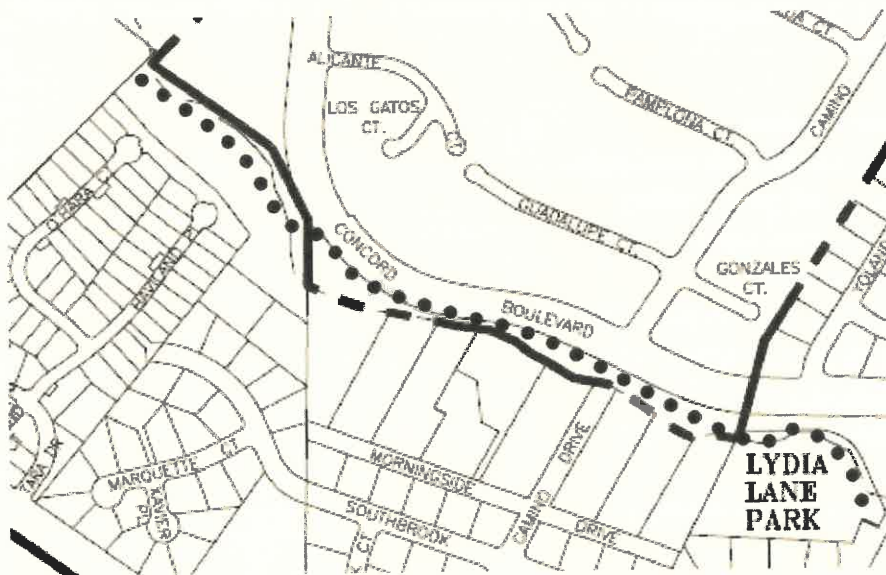 ALICANTE
LOS GATOS
CT.
PAMPLONA CT.
CAMINO
O'HARA CT
HAVILAND PL
GUADALUPE CT.
CONCORD
BOULEVARD
GONZALES
CT.
MARQUETTE CT
XAVIER
MORNINGSIDE
SOUTHBROOK
DRIVE
CAMINO
DRIVE
LYDIA
LANE
PARK